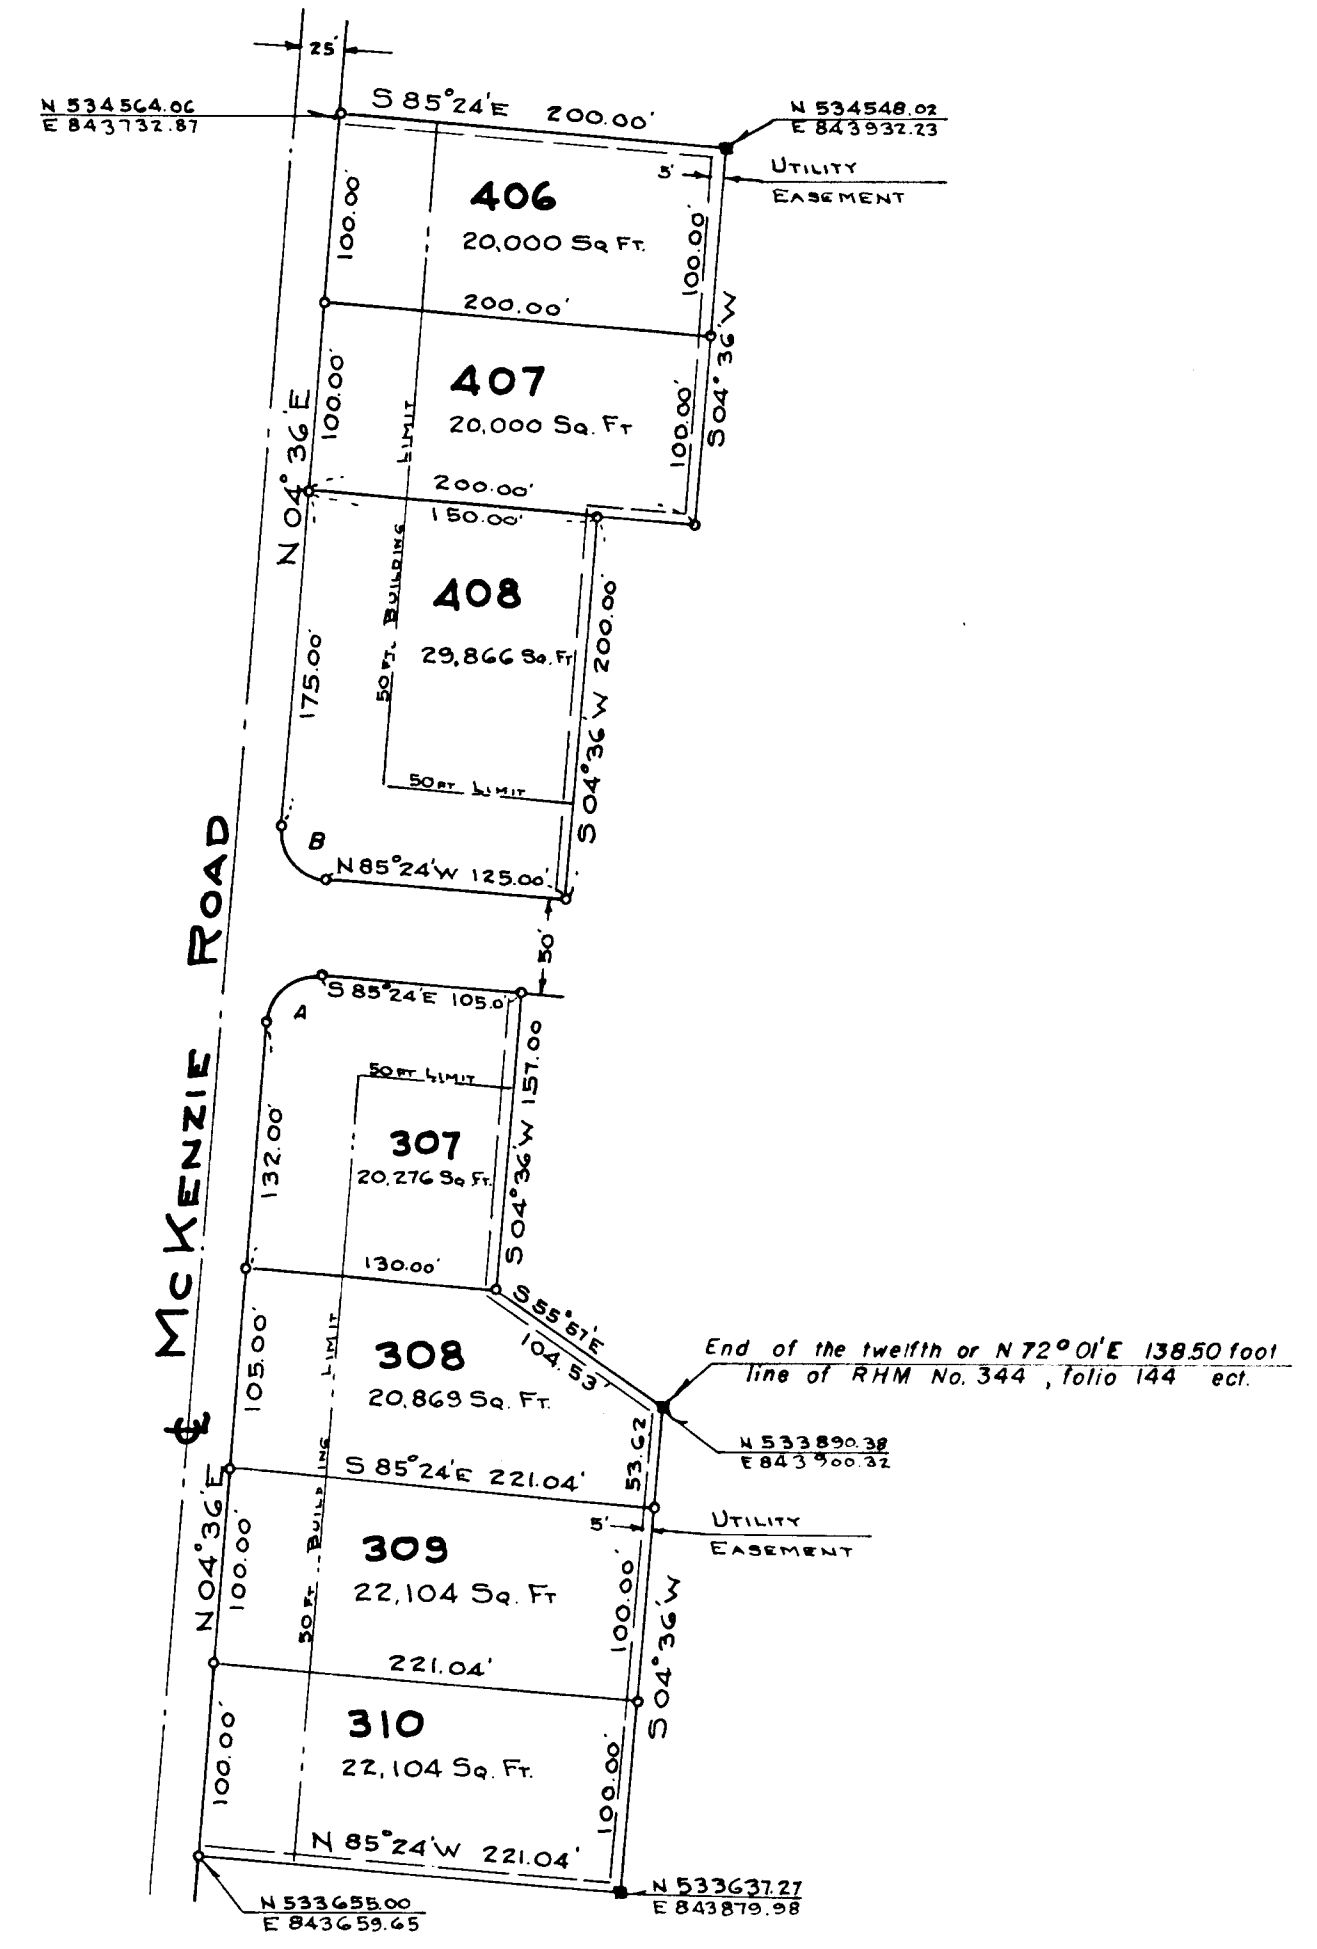 25'
N 534564.06
E 843732.87
S 85°24'E 200.00'
N 534548.02
E 843932.23
5'
UTILITY
EASEMENT
406
20,000 SQ FT.
100.00'
100.00'
200.00'
407
20,000 SQ. FT
100.00'
100.00'
S 04° 36' W
N 04° 36' E
200.00'
150.00'
50 FT. BUILDING LIMIT
408
29,866 SQ. FT
175.00'
S 04° 36' W 200.00'
50 FT LIMIT
B
N 85°24'W 125.00'
50'
McKENZIE ROAD
S 85°24'E 105.0'
A
50 FT LIMIT
307
20,276 SQ FT.
132.00'
S 04°36'W 157.00
130.00'
S 55°57'E
104.53'
308
20,869 SQ. FT.
105.00'
End of the twelfth or N 72° 01'E 138.50 foot
line of RHM No. 344 , folio 144 ect.
N 533890.38
E 843900.32
53.62
℄
S 85°24'E 221.04'
5'
UTILITY
EASEMENT
309
22,104 SQ. FT
N 04° 36' E
100.00'
100.00'
S 04° 36' W
50 FT. BUILDING LIMIT
221.04'
310
22,104 SQ. FT.
100.00'
100.00'
N 85°24'W 221.04'
N 533637.27
E 843879.98
N 533655.00
E 843659.65